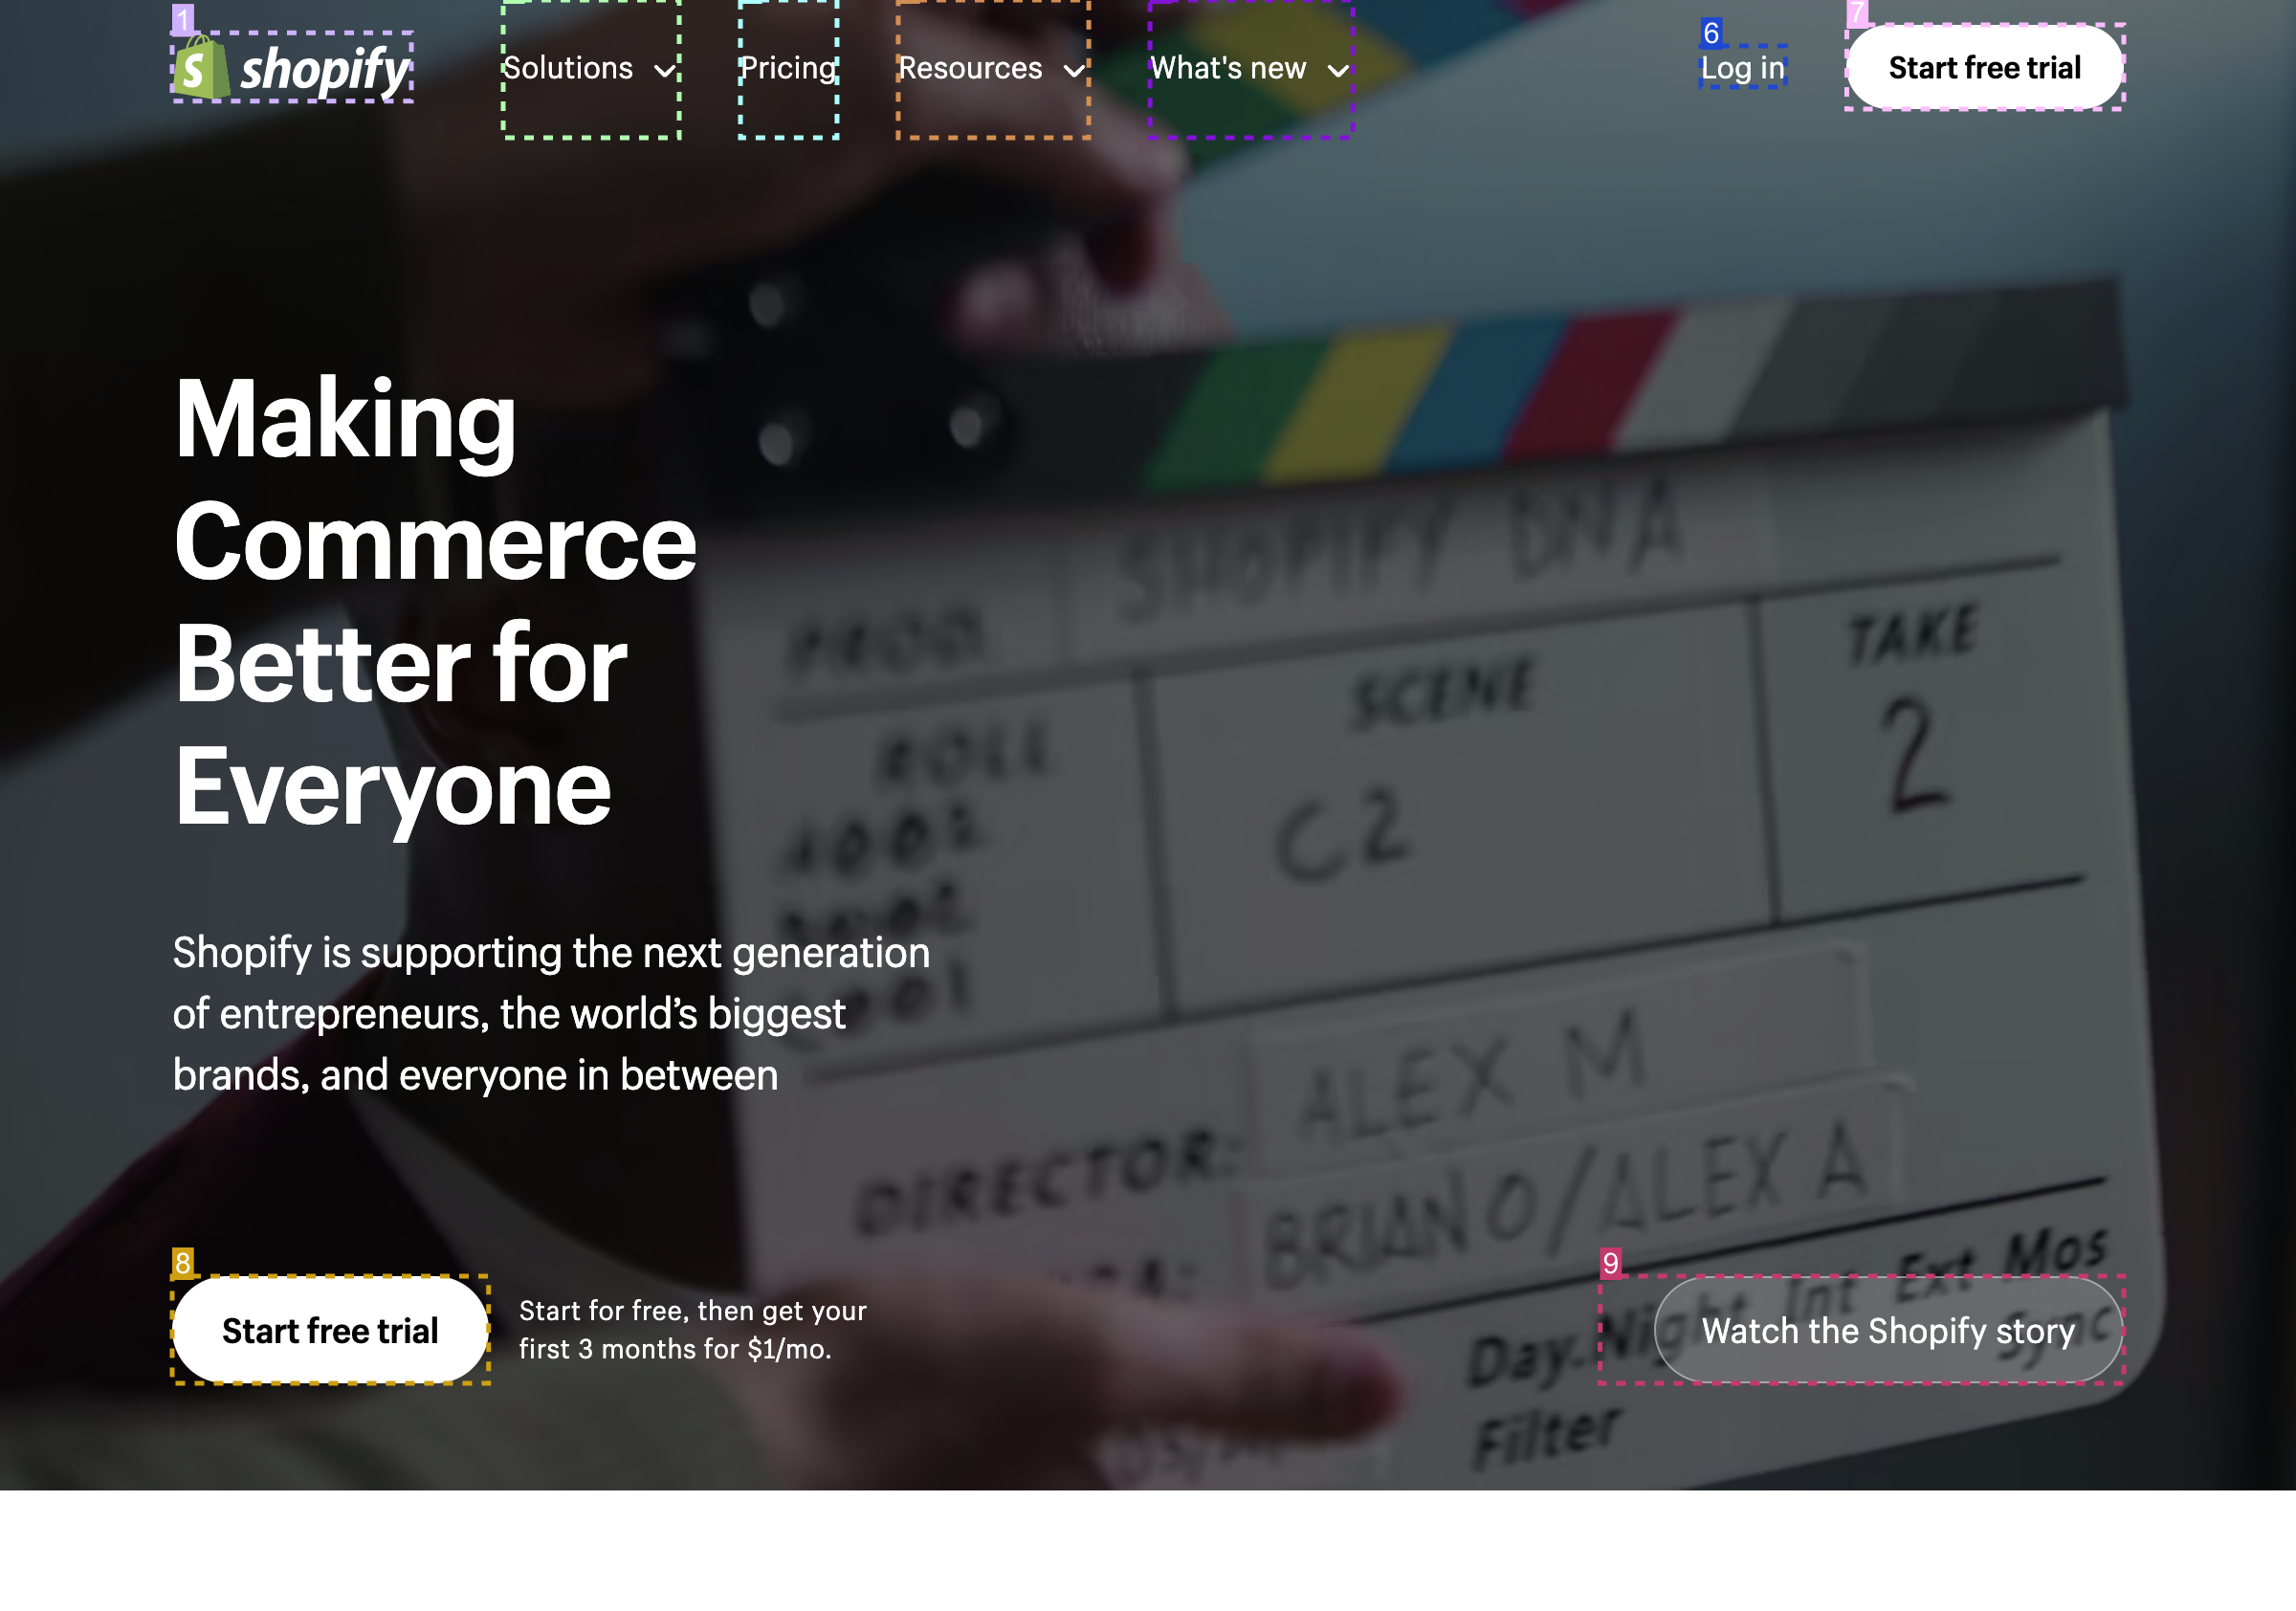 1
shopify
Solutions
Pricing
Resources
What's new
6
Log in
7
Start free trial
Making
Commerce
Better for
Everyone
Shopify is supporting the next generation
of entrepreneurs, the world’s biggest
brands, and everyone in between
8
Start free trial
Start for free, then get your
first 3 months for $1/mo.
9
Watch the Shopify story
PROD
SHOPIFY DNA
ROLL
A002
SCENE
C2
TAKE
2
DIRECTOR:
ALEX M
BRIAN O/ALEX A
Day. Night Int Ext Mos
Filter
Sync